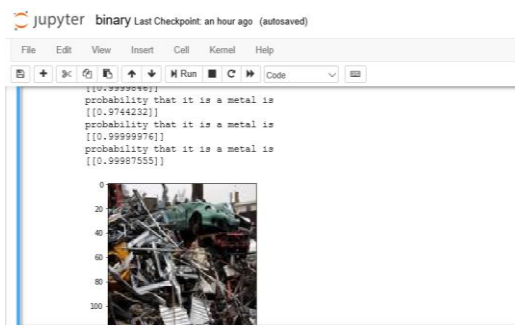 jupyter binary Last Checkpoint: an hour ago (autosaved)
File Edit View Insert Cell Kernel Help
Run Code
[[0.9999846]]
probability that it is a metal is
[[0.9744232]]
probability that it is a metal is
[[0.99999976]]
probability that it is a metal is
[[0.99987555]]
0
20
40
60
80
100